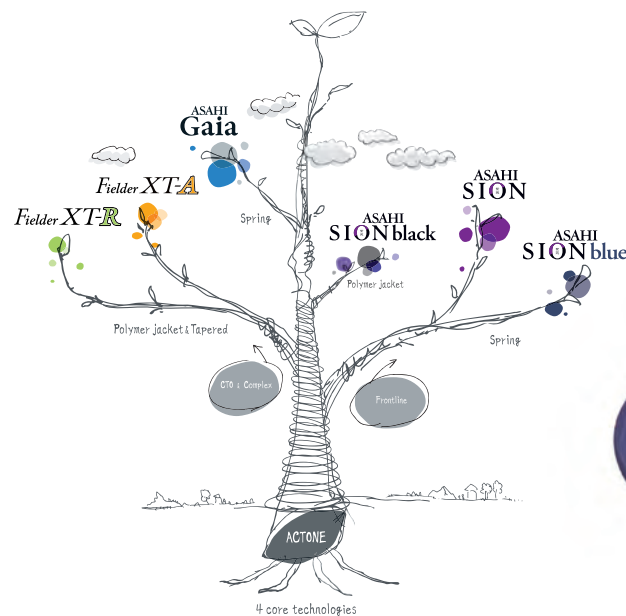 ASAHI
Gaia
Fielder XT-A
Fielder XT-R
Spring
ASAHI
SION
ASAHI
SION black
Polymer jacket
ASAHI
SION blue
Polymer jacket & Tapered
Spring
CTO & Complex
Frontline
ACTONE
4 core technologies